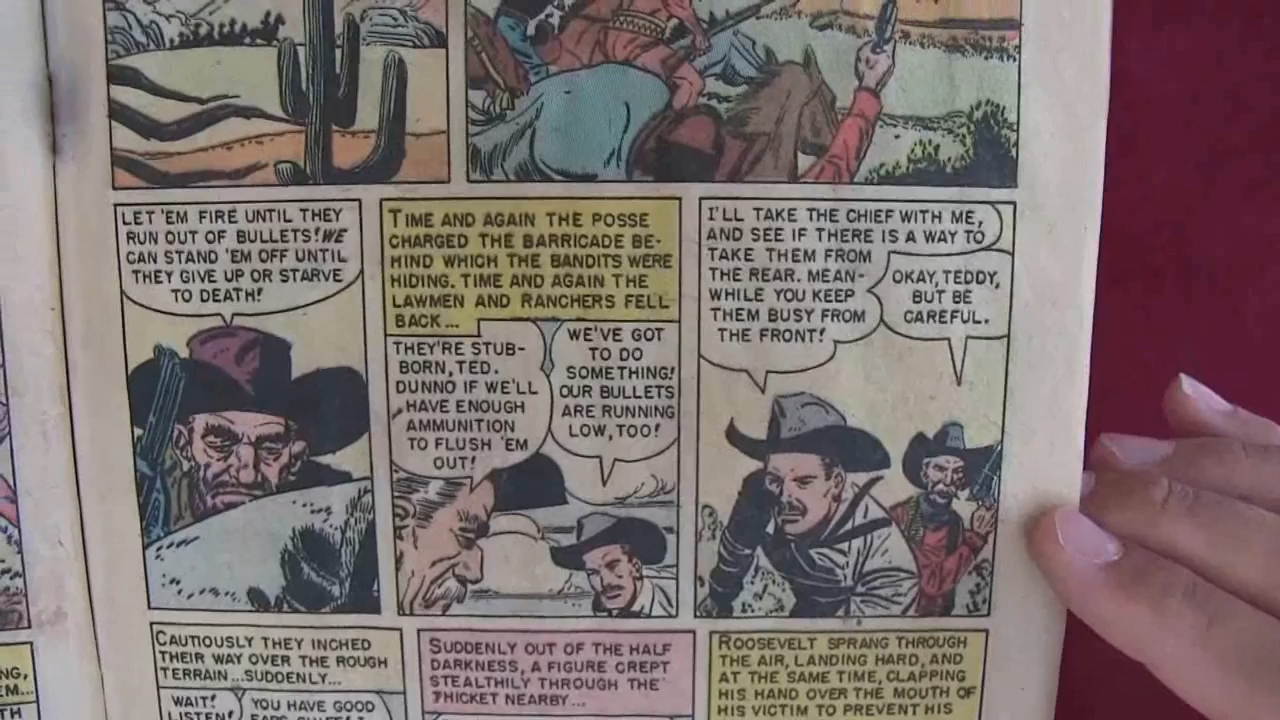 LET 'EM FIRE UNTIL THEY
RUN OUT OF BULLETS! WE
CAN STAND 'EM OFF UNTIL
THEY GIVE UP OR STARVE
TO DEATH!
TIME AND AGAIN THE POSSE
CHARGED THE BARRICADE BE-
HIND WHICH THE BANDITS WERE
HIDING. TIME AND AGAIN THE
LAWMEN AND RANCHERS FELL
BACK...
THEY'RE STUB-
BORN, TED.
DUNNO IF WE'LL
HAVE ENOUGH
AMMUNITION
TO FLUSH 'EM
OUT!
WE'VE GOT
TO DO
SOMETHING!
OUR BULLETS
ARE RUNNING
LOW, TOO!
I'LL TAKE THE CHIEF WITH ME,
AND SEE IF THERE IS A WAY TO
TAKE THEM FROM
THE REAR. MEAN-
WHILE YOU KEEP
THEM BUSY FROM
THE FRONT!
OKAY, TEDDY,
BUT BE
CAREFUL.
NG,
EM...
TH
CAUTIOUSLY THEY INCHED
THEIR WAY OVER THE ROUGH
TERRAIN...SUDDENLY...
WAIT!
LISTEN!
YOU HAVE GOOD
SUDDENLY OUT OF THE HALF
DARKNESS, A FIGURE CREPT
STEALTHILY THROUGH THE
THICKET NEARBY...
ROOSEVELT SPRANG THROUGH
THE AIR, LANDING HARD, AND
AT THE SAME TIME, CLAPPING
HIS HAND OVER THE MOUTH OF
HIS VICTIM TO PREVENT HIS